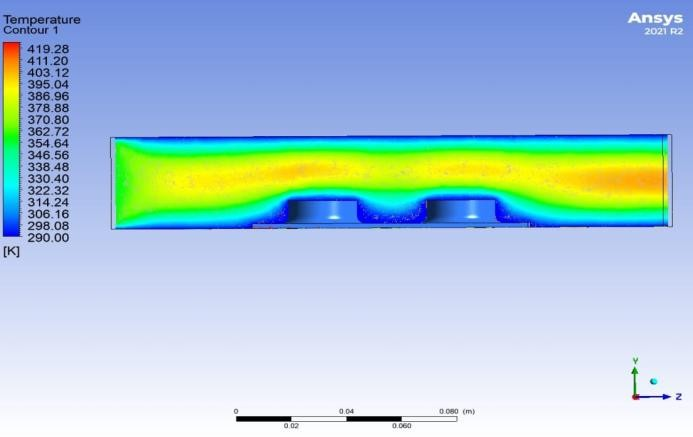 Temperature
Contour 1
419.28
411.20
403.12
395.04
386.96
378.88
370.80
362.72
354.64
346.56
338.48
330.40
322.32
314.24
306.16
298.08
290.00
[K]
Ansys
2021 R2
Y
Z
0 0.04 0.080 (m)
0.02 0.060